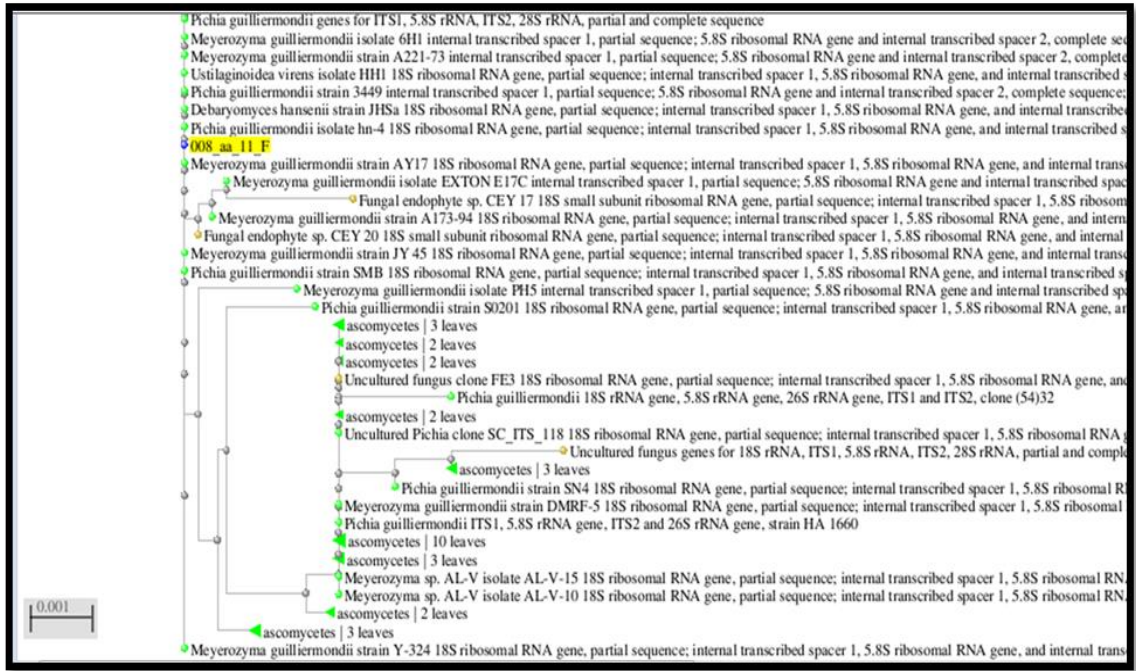 Pichia guilliermondii genes for ITS1, 5.8S rRNA, ITS2, 28S rRNA, partial and complete sequence
Meyerozyma guilliermondii isolate 6H1 internal transcribed spacer 1, partial sequence; 5.8S ribosomal RNA gene and internal transcribed spacer 2, complete sec
Meyerozyma guilliermondii strain A221-73 internal transcribed spacer 1, partial sequence; 5.8S ribosomal RNA gene and internal transcribed spacer 2, complete
Ustilaginoidea virens isolate HH1 18S ribosomal RNA gene, partial sequence; internal transcribed spacer 1, 5.8S ribosomal RNA gene, and internal transcribe
Pichia guilliermondii strain 3449 internal transcribed spacer 1, partial sequence; 5.8S ribosomal RNA gene and internal transcribed spacer 2, complete sequence;
Debaryomyces hansenii strain JHSa 18S ribosomal RNA gene, partial sequence; internal transcribed spacer 1, 5.8S ribosomal RNA gene, and internal transcribe
Pichia guilliermondii isolate hn-4 18S ribosomal RNA gene, partial sequence; internal transcribed spacer 1, 5.8S ribosomal RNA gene, and internal transcribed s
008_aa_11_F
Meyerozyma guilliermondii strain AY17 18S ribosomal RNA gene, partial sequence; internal transcribed spacer 1, 5.8S ribosomal RNA gene, and internal trans
Meyerozyma guilliermondii isolate EXTON E17C internal transcribed spacer 1, partial sequence; 5.8S ribosomal RNA gene and internal transcribed spac
Fungal endophyte sp. CEY 17 18S small subunit ribosomal RNA gene, partial sequence; internal transcribed spacer 1, 5.8S ribosom
Meyerozyma guilliermondii strain A173-94 18S ribosomal RNA gene, partial sequence; internal transcribed spacer 1, 5.8S ribosomal RNA gene, and intern
Fungal endophyte sp. CEY 20 18S small subunit ribosomal RNA gene, partial sequence; internal transcribed spacer 1, 5.8S ribosomal RNA gene, and internal
Meyerozyma guilliermondii strain JY 45 18S ribosomal RNA gene, partial sequence; internal transcribed spacer 1, 5.8S ribosomal RNA gene, and internal trans
Pichia guilliermondii strain SMB 18S ribosomal RNA gene, partial sequence; internal transcribed spacer 1, 5.8S ribosomal RNA gene, and internal transcribed s
Meyerozyma guilliermondii isolate PH5 internal transcribed spacer 1, partial sequence; 5.8S ribosomal RNA gene and internal transcribed sp
Pichia guilliermondii strain S0201 18S ribosomal RNA gene, partial sequence; internal transcribed spacer 1, 5.8S ribosomal RNA gene, ar
ascomycetes | 3 leaves
ascomycetes | 2 leaves
ascomycetes | 2 leaves
Uncultured fungus clone FE3 18S ribosomal RNA gene, partial sequence; internal transcribed spacer 1, 5.8S ribosomal RNA gene, and
Pichia guilliermondii 18S rRNA gene, 5.8S rRNA gene, 26S rRNA gene, ITS1 and ITS2, clone (54)32
ascomycetes | 2 leaves
Uncultured Pichia clone SC_ITS_118 18S ribosomal RNA gene, partial sequence; internal transcribed spacer 1, 5.8S ribosomal RNA g
Uncultured fungus genes for 18S rRNA, ITS1, 5.8S rRNA, ITS2, 28S rRNA, partial and comple
ascomycetes | 3 leaves
Pichia guilliermondii strain SN4 18S ribosomal RNA gene, partial sequence; internal transcribed spacer 1, 5.8S ribosomal R
Meyerozyma guilliermondii strain DMRF-5 18S ribosomal RNA gene, partial sequence; internal transcribed spacer 1, 5.8S ribosomal
Pichia guilliermondii ITS1, 5.8S rRNA gene, ITS2 and 26S rRNA gene, strain HA 1660
ascomycetes | 10 leaves
ascomycetes | 3 leaves
Meyerozyma sp. AL-V isolate AL-V-15 18S ribosomal RNA gene, partial sequence; internal transcribed spacer 1, 5.8S ribosomal RN
Meyerozyma sp. AL-V isolate AL-V-10 18S ribosomal RNA gene, partial sequence; internal transcribed spacer 1, 5.8S ribosomal RN
0.001
ascomycetes | 2 leaves
ascomycetes | 3 leaves
Meyerozyma guilliermondii strain Y-324 18S ribosomal RNA gene, partial sequence; internal transcribed spacer 1, 5.8S ribosomal RNA gene, and internal trans